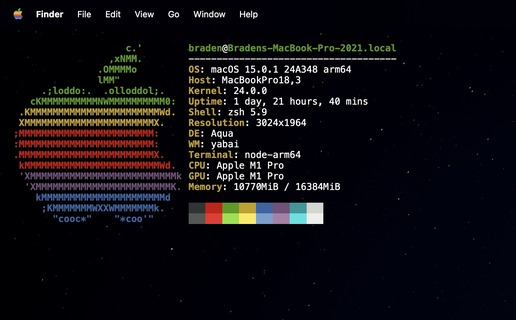 Finder File Edit View Go Window Help
c.'
,xNMM.
.OMMMMo
lMM"
.;loddo:. .olloddol;.
cKMMMMMMMMMMNWMMMMMMMMMM0:
.KMMMMMMMMMMMMMMMMMMMMMMMWd.
XMMMMMMMMMMMMMMMMMMMMMMMX.
;MMMMMMMMMMMMMMMMMMMMMMMM:
:MMMMMMMMMMMMMMMMMMMMMMMM:
.MMMMMMMMMMMMMMMMMMMMMMMMX.
kMMMMMMMMMMMMMMMMMMMMMMMMWd.
'XMMMMMMMMMMMMMMMMMMMMMMMMMMk
'XMMMMMMMMMMMMMMMMMMMMMMMMK.
kMMMMMMMMMMMMMMMMMMMMMMd
;KMMMMMMMWXXWMMMMMMMk.
"cooc*" "*coo'"
braden@Bradens-MacBook-Pro-2021.local
-------------------------------------
OS: macOS 15.0.1 24A348 arm64
Host: MacBookPro18,3
Kernel: 24.0.0
Uptime: 1 day, 21 hours, 40 mins
Shell: zsh 5.9
Resolution: 3024x1964
DE: Aqua
WM: yabai
Terminal: node-arm64
CPU: Apple M1 Pro
GPU: Apple M1 Pro
Memory: 10770MiB / 16384MiB